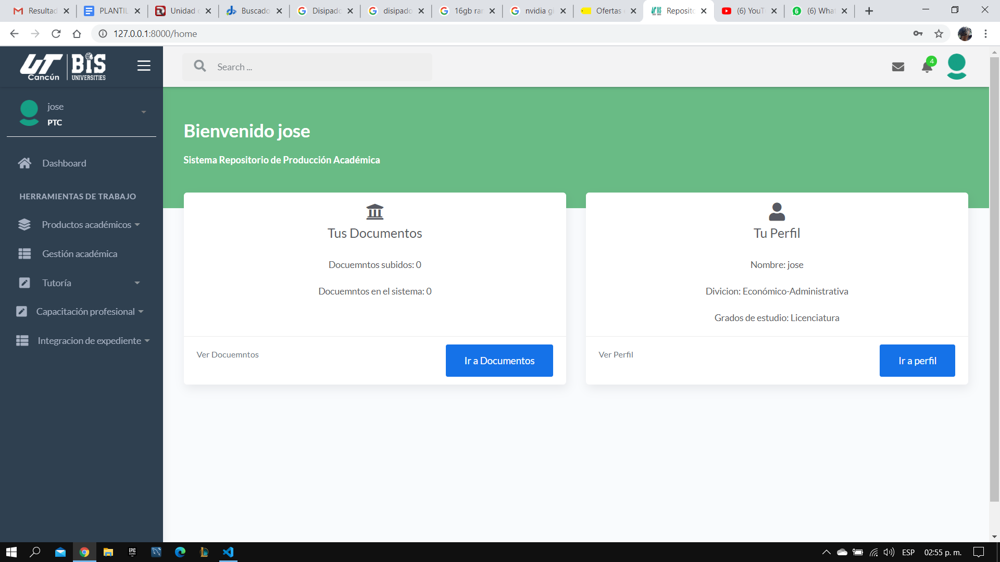 Resultad
PLANTIL
Unidad
Buscado
Disipado
disipado
16gb ra
nvidia g
Ofertas
Reposito
(6) YouT
(6) Wha
127.0.0.1:8000/home
UT Cancún
BIS UNIVERSITIES
Search ...
4
jose
PTC
Dashboard
HERRAMIENTAS DE TRABAJO
Productos académicos
Gestión académica
Tutoría
Capacitación profesional
Integracion de expediente
Bienvenido jose
Sistema Repositorio de Producción Académica
Tus Documentos
Docuemntos subidos: 0
Docuemntos en el sistema: 0
Ver Docuemntos
Ir a Documentos
Tu Perfil
Nombre: jose
Divicion: Económico-Administrativa
Grados de estudio: Licenciatura
Ver Perfil
Ir a perfil
EPIC GAMES
ESP
02:55 p. m.